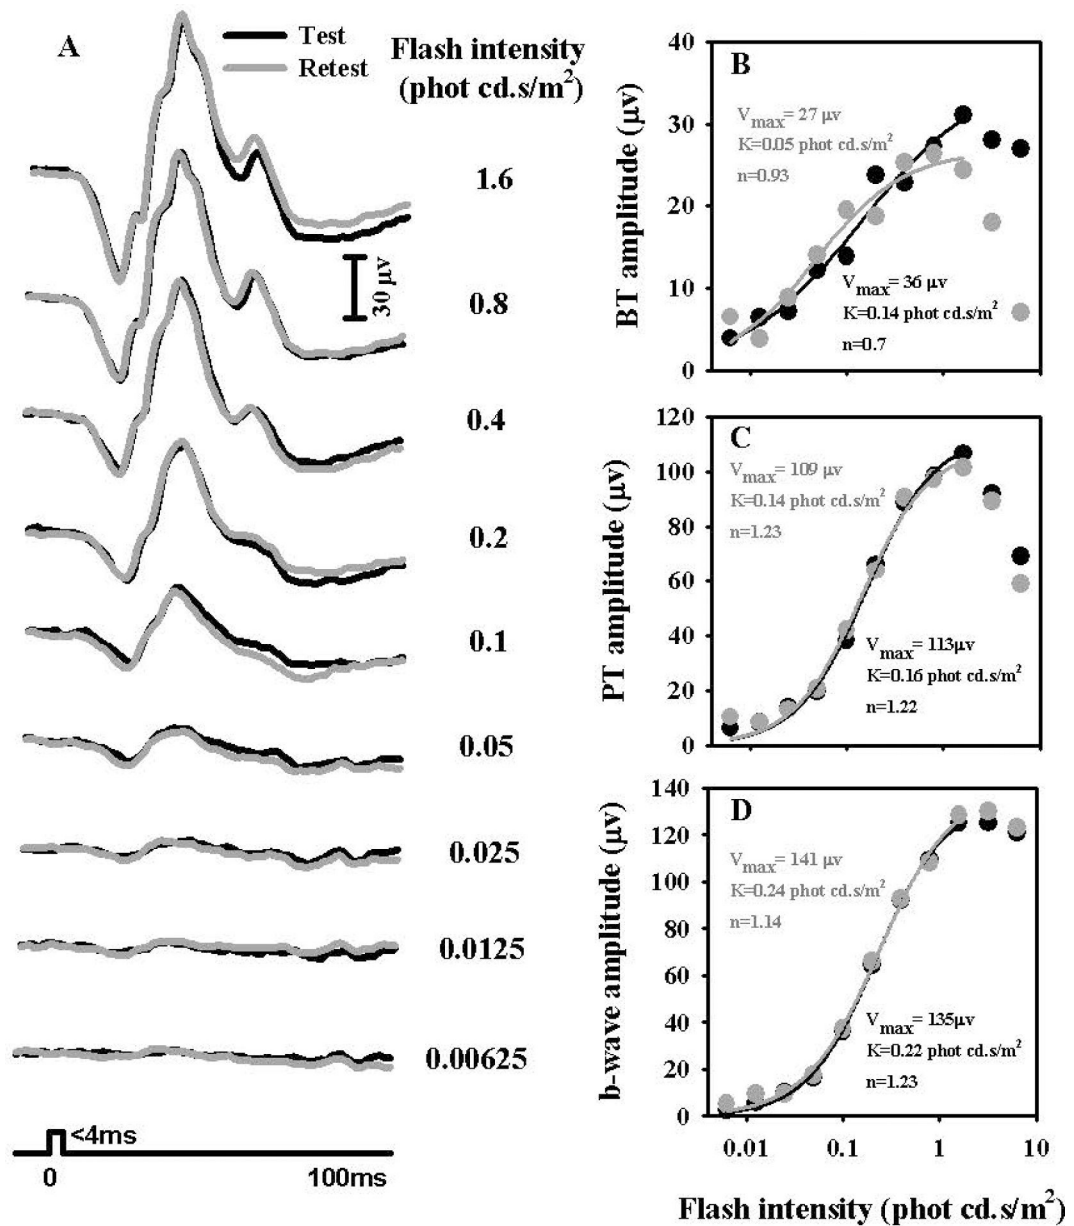 A
Test
Retest
Flash intensity
(phot cd.s/m²)
1.6
30 μv
0.8
0.4
0.2
0.1
0.05
0.025
0.0125
0.00625
<4ms
0
100ms
B
BT amplitude (μv)
40
30
20
10
0
Vmax= 27 μv
K=0.05 phot cd.s/m²
n=0.93
Vmax= 36 μv
K=0.14 phot cd.s/m²
n=0.7
C
PT amplitude (μv)
120
100
80
60
40
20
0
Vmax= 109 μv
K=0.14 phot cd.s/m²
n=1.23
Vmax= 113μv
K=0.16 phot cd.s/m²
n=1.22
D
b-wave amplitude (μv)
140
120
100
80
60
40
20
0
Vmax= 141 μv
K=0.24 phot cd.s/m²
n=1.14
Vmax= 135μv
K=0.22 phot cd.s/m²
n=1.23
0.01 0.1 1 10
Flash intensity (phot cd.s/m²)